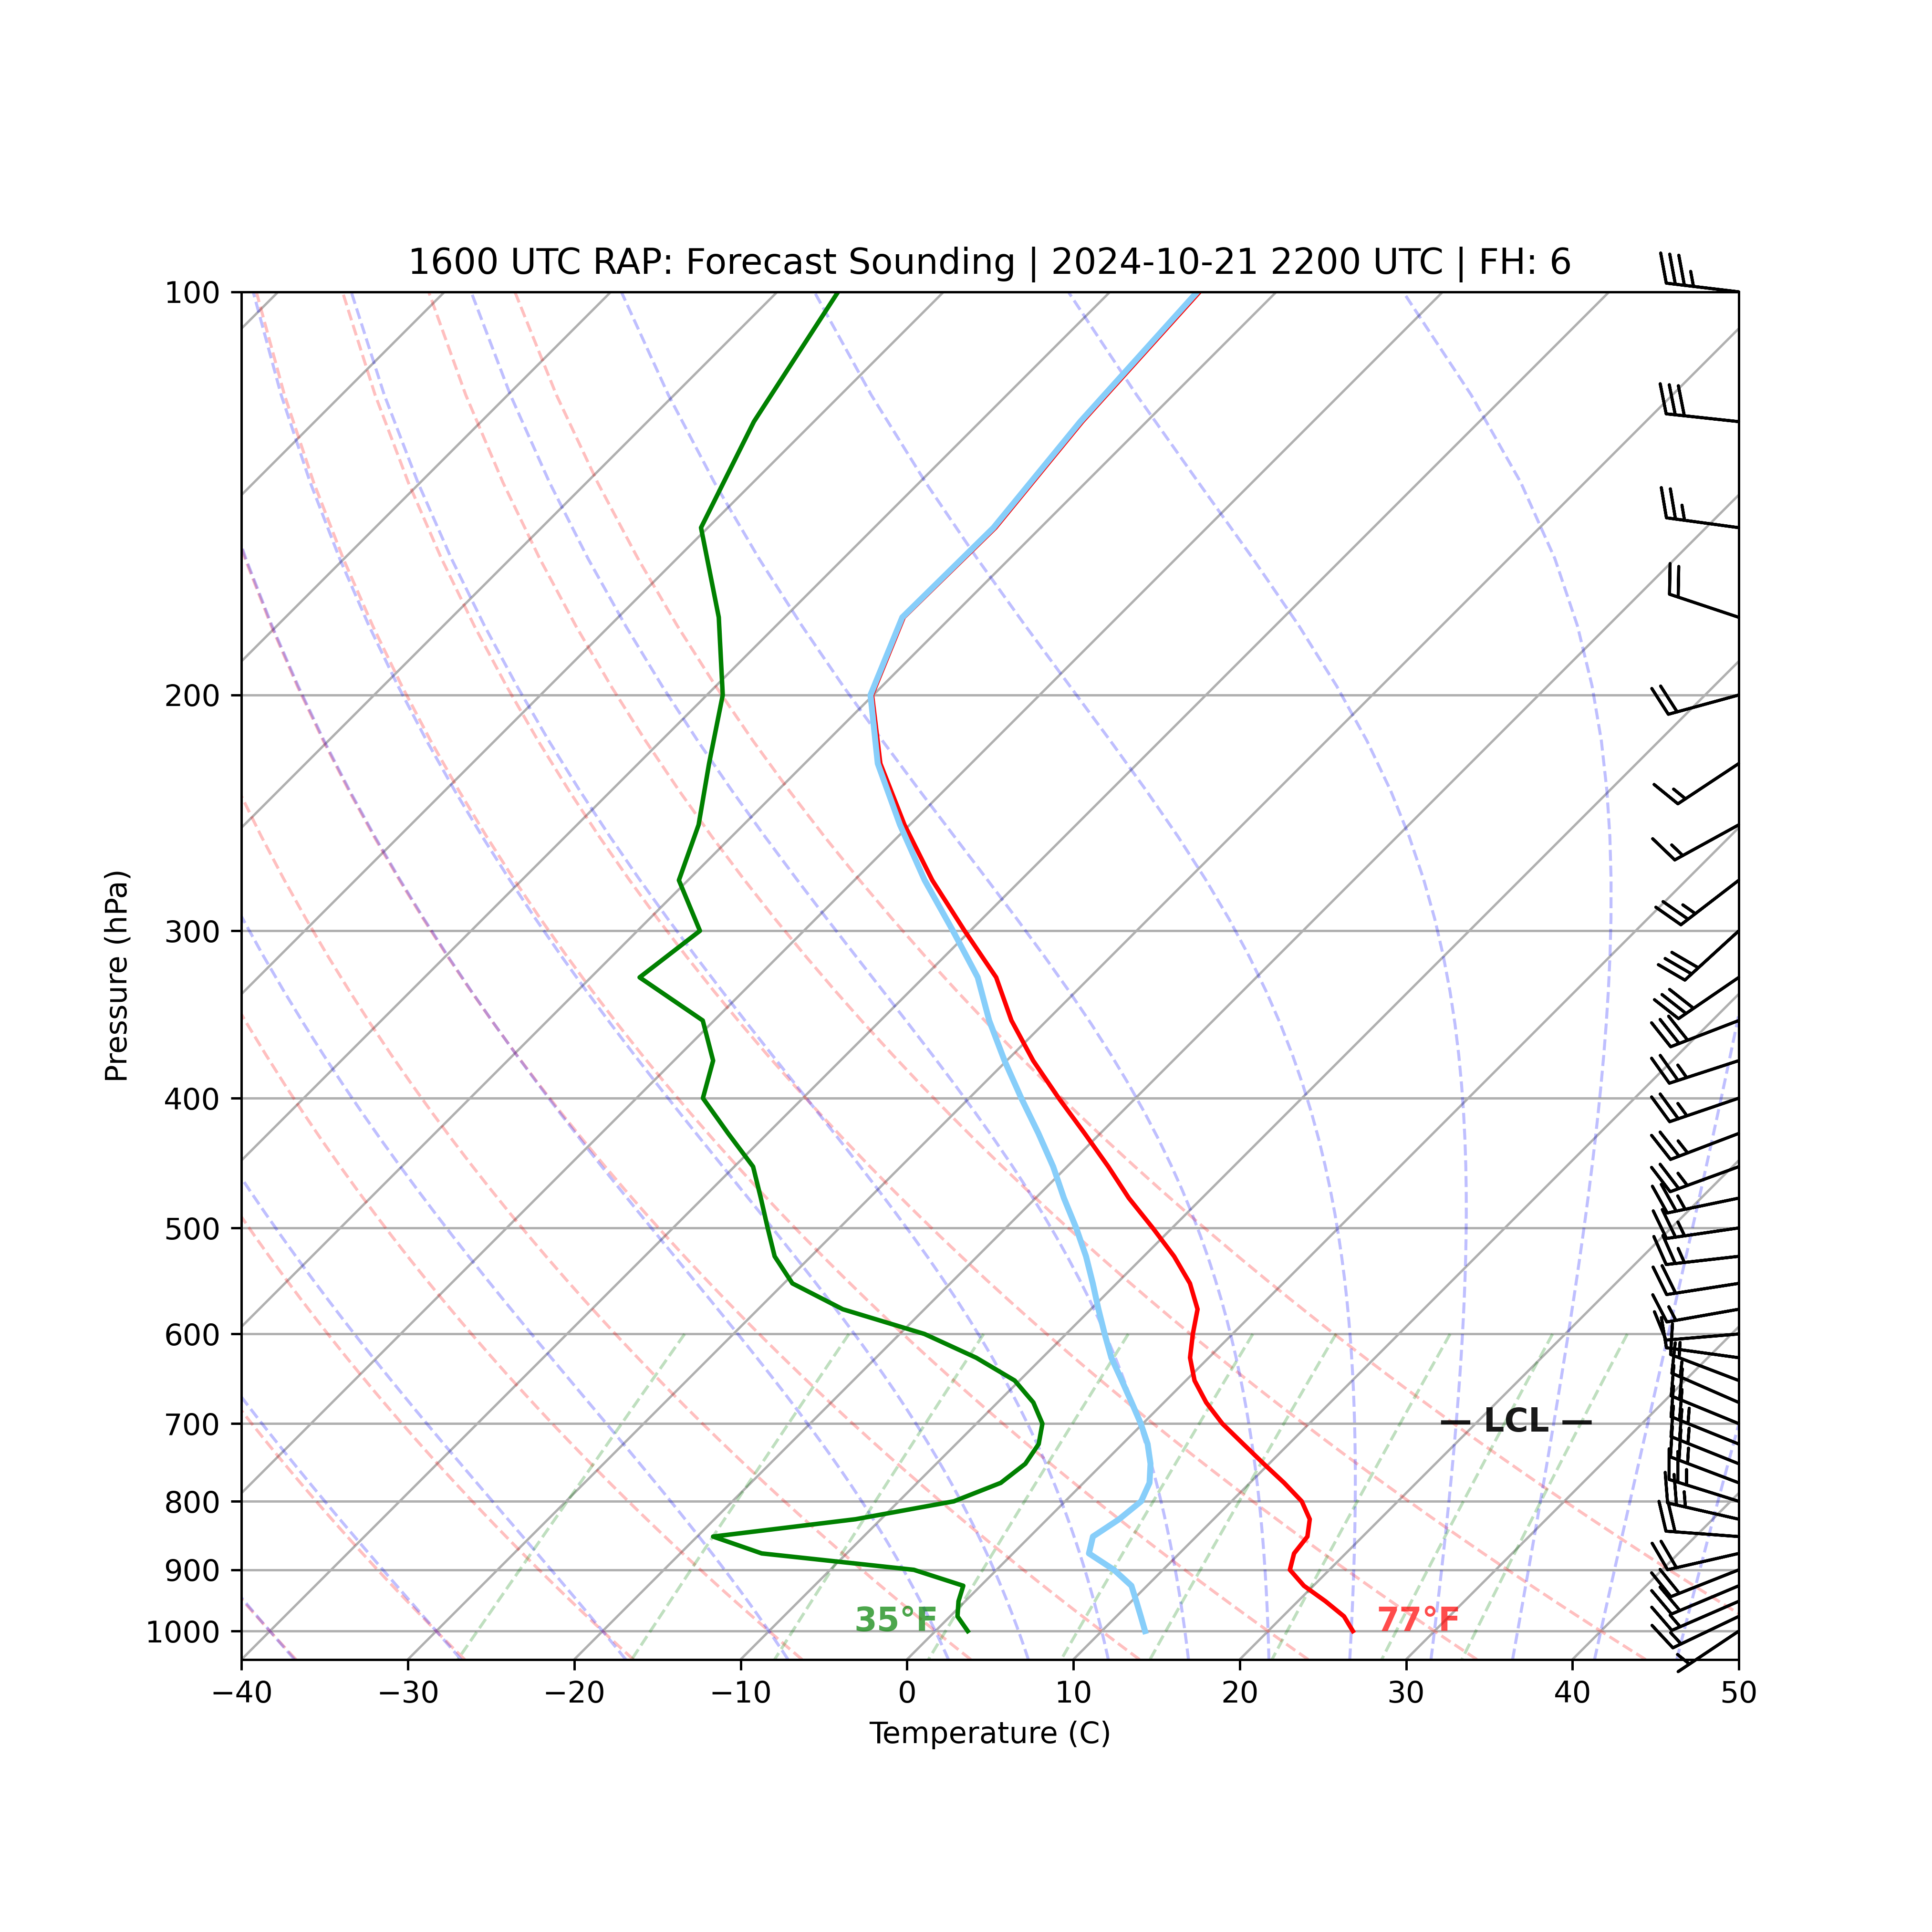 1600 UTC RAP: Forecast Sounding | 2024-10-21 2200 UTC | FH: 6
100
200
300
400
500
600
700
800
900
1000
Pressure (hPa)
— LCL —
35°F 77°F
−40 −30 −20 −10 0 10 20 30 40 50
Temperature (C)